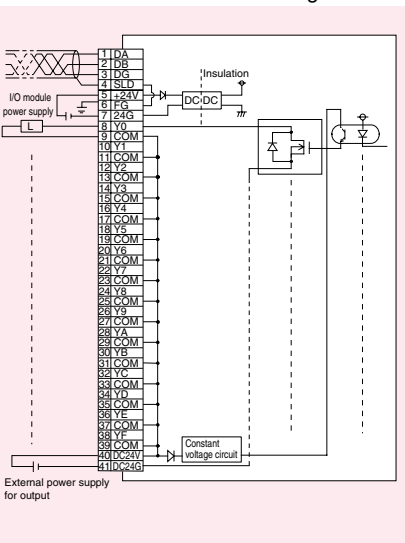 1 DA
2 DB
3 DG
4 SLD
5 +24V
6 FG
7 24G
8 Y0
9 COM
10 Y1
11 COM
12 Y2
13 COM
14 Y3
15 COM
16 Y4
17 COM
18 Y5
19 COM
20 Y6
21 COM
22 Y7
23 COM
24 Y8
25 COM
26 Y9
27 COM
28 YA
29 COM
30 YB
31 COM
32 YC
33 COM
34 YD
35 COM
36 YE
37 COM
38 YF
39 COM
40 DC24V
41 DC24G
I/O module
power supply
L
Insulation
DC DC
Constant
voltage circuit
External power supply
for output